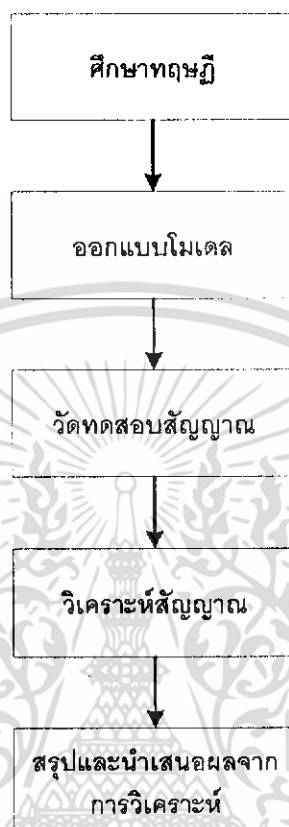 ศึกษาทฤษฎี
ออกแบบโมเดล
วัดทดสอบสัญญาณ
วิเคราะห์สัญญาณ
สรุปและนำเสนอผลจาก
การวิเคราะห์